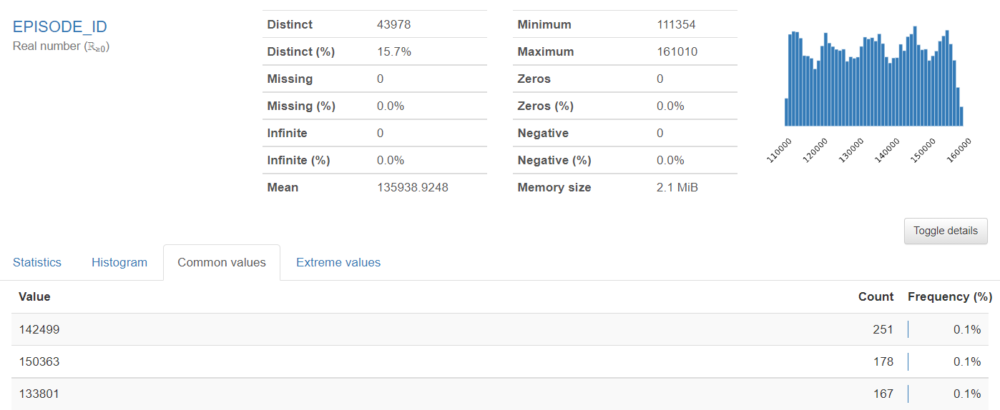 EPISODE_ID
Real number (ℝ≥0)
Distinct 43978
Distinct (%) 15.7%
Missing 0
Missing (%) 0.0%
Infinite 0
Infinite (%) 0.0%
Mean 135938.9248
Minimum 111354
Maximum 161010
Zeros 0
Zeros (%) 0.0%
Negative 0
Negative (%) 0.0%
Memory size 2.1 MiB
110000 120000 130000 140000 150000 160000
Toggle details
Statistics Histogram Common values Extreme values
Value Count Frequency (%)
142499 251 0.1%
150363 178 0.1%
133801 167 0.1%